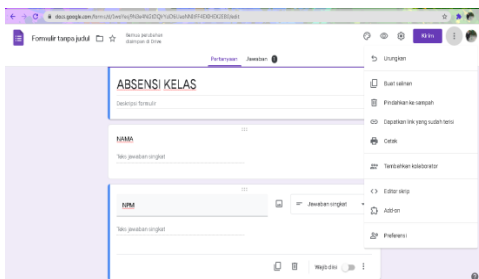 Formulir tanpa judul
Semua perubahan
disimpan di Drive
Kirim
Pertanyaan Jawaban
Urungkan
ABSENSI KELAS
Deskripsi formulir
Buat salinan
Pindahkan ke sampah
Dapatkan link yang sudah terisi
Cetak
NAMA
Teks jawaban singkat
Tambahkan kolaborator
Editor skrip
NPM
Jawaban singkat
Add-on
Teks jawaban singkat
Preferensi
Wajib diisi